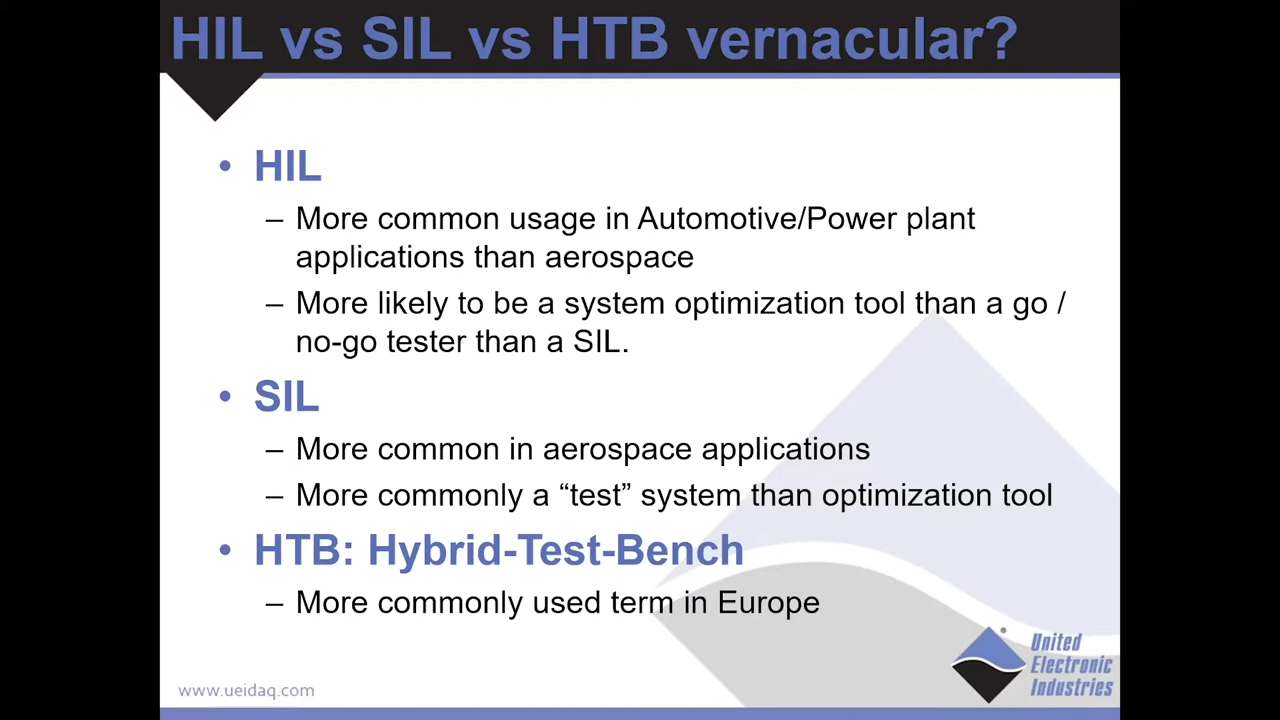 HIL vs SIL vs HTB vernacular?
• HIL
– More common usage in Automotive/Power plant
applications than aerospace
– More likely to be a system optimization tool than a go /
no-go tester than a SIL.
• SIL
– More common in aerospace applications
– More commonly a “test” system than optimization tool
• HTB: Hybrid-Test-Bench
– More commonly used term in Europe
www.ueidaq.com
®
United
Electronic
Industries